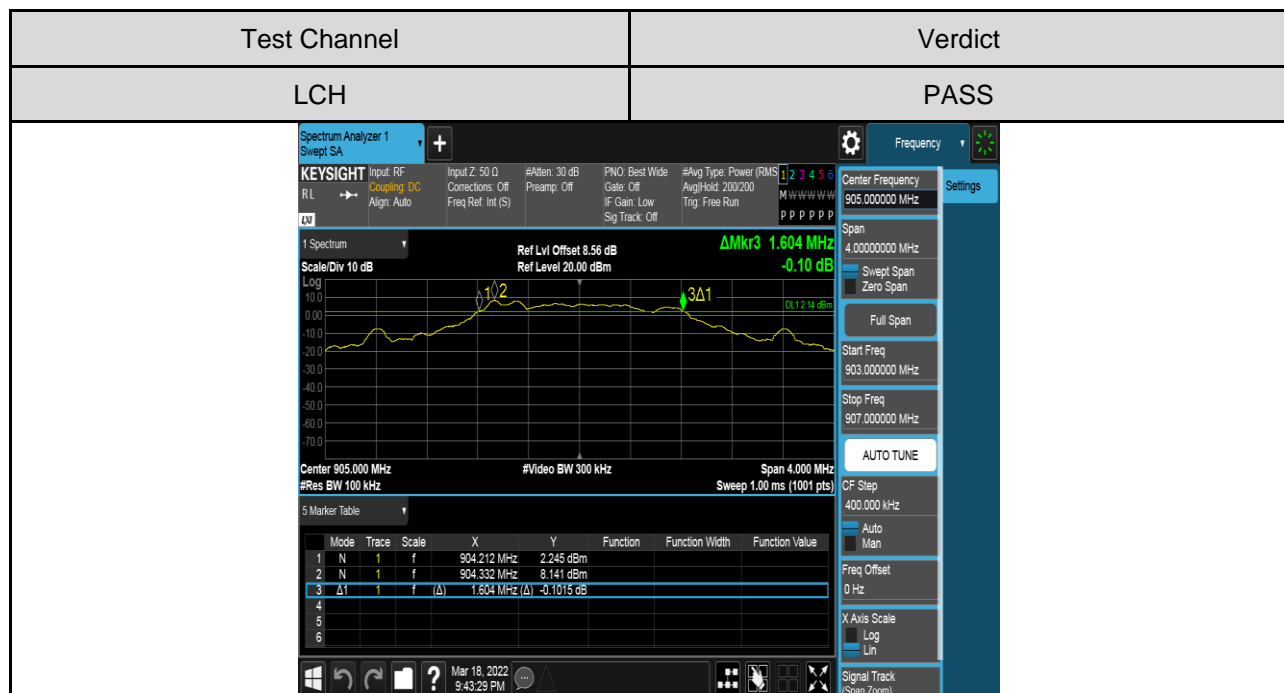 Test Channel Verdict
LCH PASS
Spectrum Analyzer 1
Swept SA
+
Frequency
KEYSIGHT Input: RF Input Z: 50 Ω #Atten: 30 dB PNO: Best Wide #Avg Type: Power (RMS 1 2 3 4 5 6
RL Coupling: DC Corrections: Off Preamp: Off Gate: Off Avg|Hold: 200/200 M W W W W W
Align: Auto Freq Ref: Int (S) IF Gain: Low Trig: Free Run
LXI Sig Track: Off P P P P P P
1 Spectrum
Ref Lvl Offset 8.56 dB ΔMkr3 1.604 MHz
Scale/Div 10 dB Ref Level 20.00 dBm -0.10 dB
Log
10.0
0.00
-10.0
-20.0
-30.0
-40.0
-50.0
-60.0
-70.0
1 2 3Δ1
DL1 2.14 dBm
Center 905.000 MHz #Video BW 300 kHz Span 4.000 MHz
#Res BW 100 kHz Sweep 1.00 ms (1001 pts)
5 Marker Table
Mode Trace Scale X Y Function Function Width Function Value
1 N 1 f 904.212 MHz 2.245 dBm
2 N 1 f 904.332 MHz 8.141 dBm
3 Δ1 1 f (Δ) 1.604 MHz (Δ) -0.1015 dB
4
5
6
?
Mar 18, 2022
9:43:29 PM
Center Frequency
905.000000 MHz
Settings
Span
4.00000000 MHz
Swept Span
Zero Span
Full Span
Start Freq
903.000000 MHz
Stop Freq
907.000000 MHz
AUTO TUNE
CF Step
400.000 kHz
Auto
Man
Freq Offset
0 Hz
X Axis Scale
Log
Lin
Signal Track
(Span Zoom)